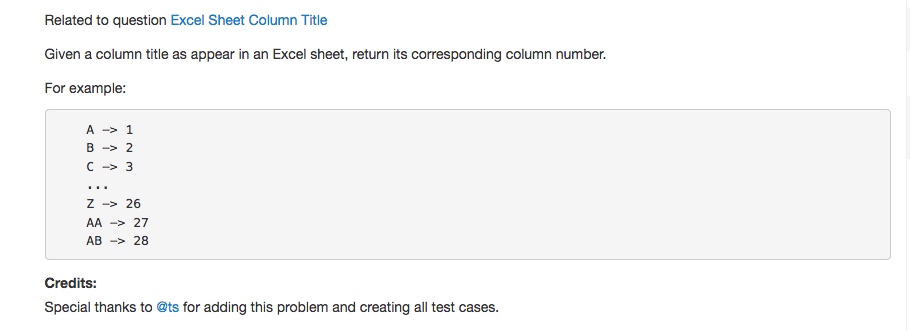 Related to question Excel Sheet Column Title
Given a column title as appear in an Excel sheet, return its corresponding column number.
For example:
A -> 1
B -> 2
C -> 3
...
Z -> 26
AA -> 27
AB -> 28
Credits:
Special thanks to @ts for adding this problem and creating all test cases.